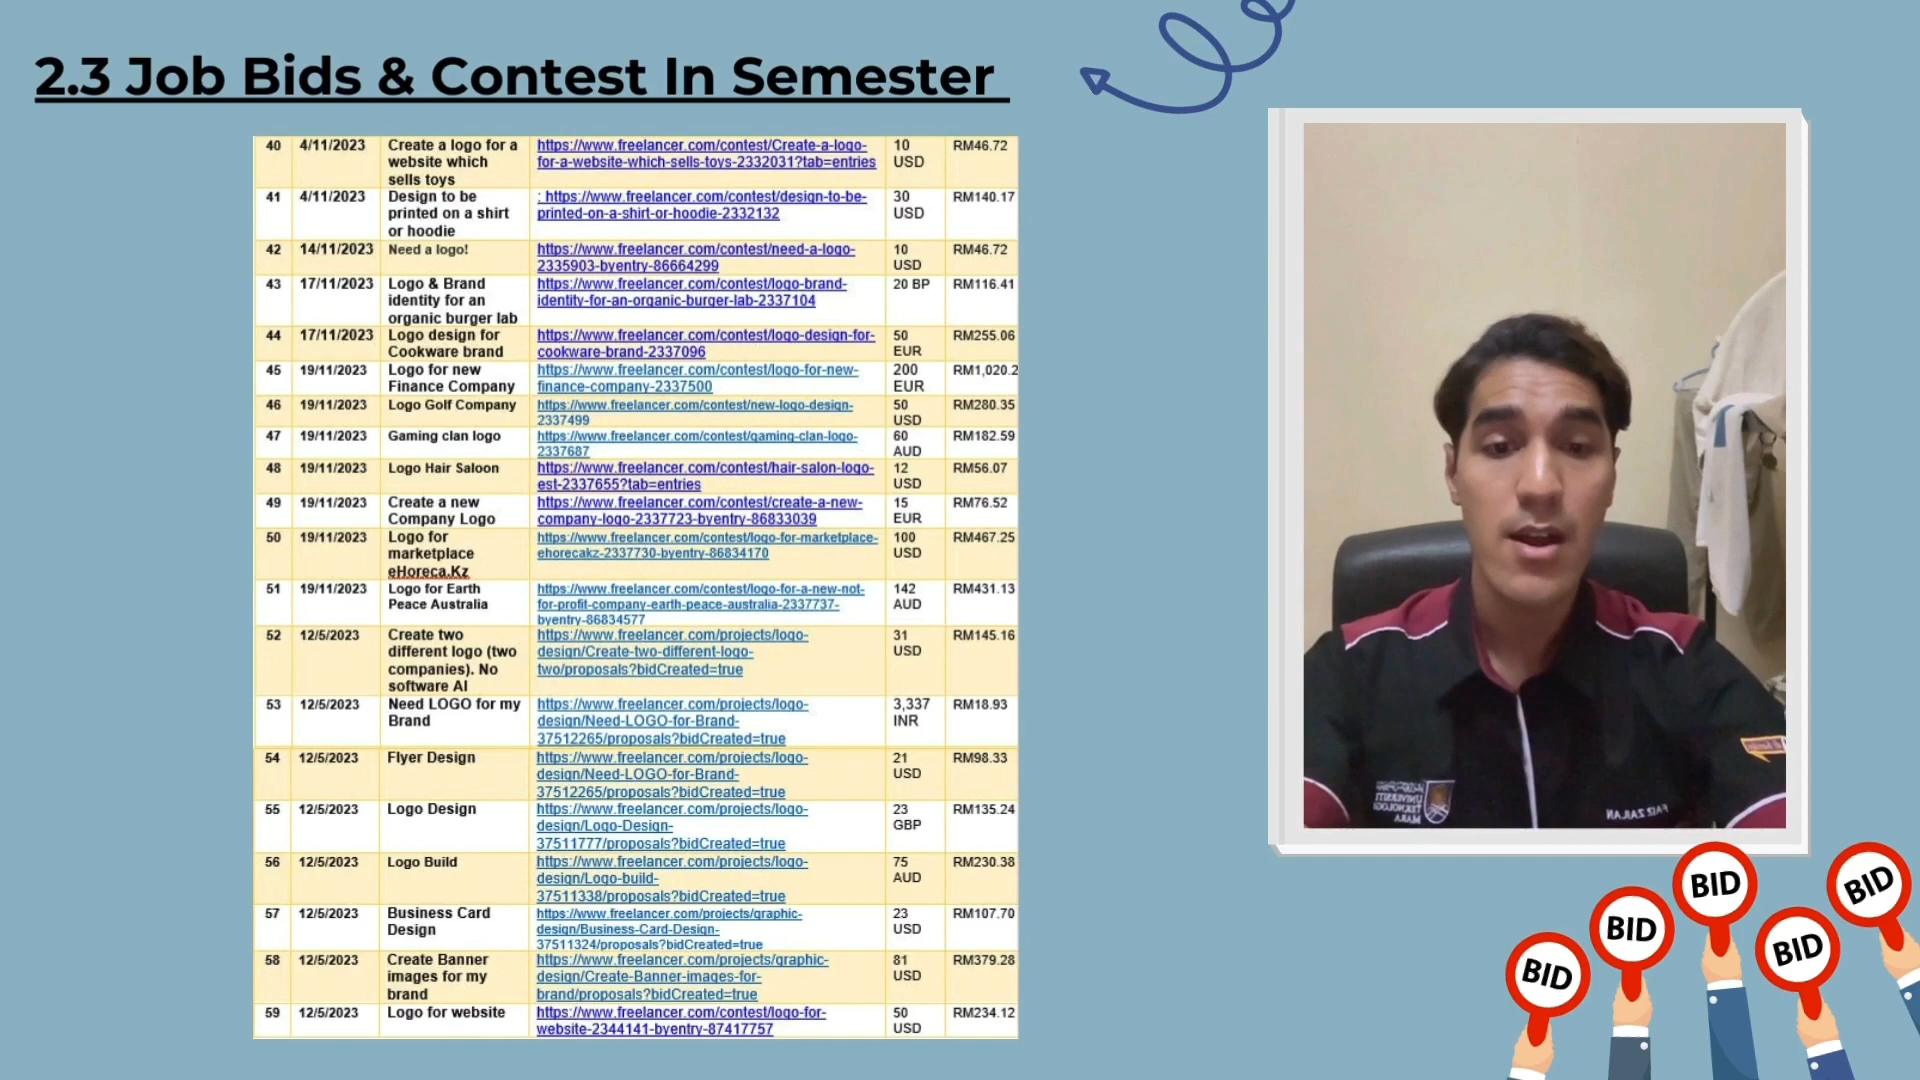 2.3 Job Bids & Contest In Semester
40 4/11/2023 Create a logo for a website which sells toys https://www.freelancer.com/contest/Create-a-logo-for-a-website-which-sells-toys-2332031?tab=entries 10 USD RM46.72
41 4/11/2023 Design to be printed on a shirt or hoodie : https://www.freelancer.com/contest/design-to-be-printed-on-a-shirt-or-hoodie-2332132 30 USD RM140.17
42 14/11/2023 Need a logo! https://www.freelancer.com/contest/need-a-logo-2335903-byentry-86664299 10 USD RM46.72
43 17/11/2023 Logo & Brand identity for an organic burger lab https://www.freelancer.com/contest/logo-brand-identity-for-an-organic-burger-lab-2337104 20 BP RM116.41
44 17/11/2023 Logo design for Cookware brand https://www.freelancer.com/contest/logo-design-for-cookware-brand-2337096 50 EUR RM255.06
45 19/11/2023 Logo for new Finance Company https://www.freelancer.com/contest/logo-for-new-finance-company-2337500 200 EUR RM1,020.2
46 19/11/2023 Logo Golf Company https://www.freelancer.com/contest/new-logo-design-2337499 50 USD RM280.35
47 19/11/2023 Gaming clan logo https://www.freelancer.com/contest/gaming-clan-logo-2337687 60 AUD RM182.59
48 19/11/2023 Logo Hair Saloon https://www.freelancer.com/contest/hair-salon-logo-est-2337655?tab=entries 12 USD RM56.07
49 19/11/2023 Create a new Company Logo https://www.freelancer.com/contest/create-a-new-company-logo-2337723-byentry-86833039 15 EUR RM76.52
50 19/11/2023 Logo for marketplace eHoreca.Kz https://www.freelancer.com/contest/logo-for-marketplace-ehorecakz-2337730-byentry-86834170 100 USD RM467.25
51 19/11/2023 Logo for Earth Peace Australia https://www.freelancer.com/contest/logo-for-a-new-not-for-profit-company-earth-peace-australia-2337737-byentry-86834577 142 AUD RM431.13
52 12/5/2023 Create two different logo (two companies). No software AI https://www.freelancer.com/projects/logo-design/Create-two-different-logo-two/proposals?bidCreated=true 31 USD RM145.16
53 12/5/2023 Need LOGO for my Brand https://www.freelancer.com/projects/logo-design/Need-LOGO-for-Brand-37512265/proposals?bidCreated=true 3,337 INR RM18.93
54 12/5/2023 Flyer Design https://www.freelancer.com/projects/logo-design/Need-LOGO-for-Brand-37512265/proposals?bidCreated=true 21 USD RM98.33
55 12/5/2023 Logo Design https://www.freelancer.com/projects/logo-design/Logo-Design-37511777/proposals?bidCreated=true 23 GBP RM135.24
56 12/5/2023 Logo Build https://www.freelancer.com/projects/logo-design/Logo-build-37511338/proposals?bidCreated=true 75 AUD RM230.38
57 12/5/2023 Business Card Design https://www.freelancer.com/projects/graphic-design/Business-Card-Design-37511324/proposals?bidCreated=true 23 USD RM107.70
58 12/5/2023 Create Banner images for my brand https://www.freelancer.com/projects/graphic-design/Create-Banner-images-for-brand/proposals?bidCreated=true 81 USD RM379.28
59 12/5/2023 Logo for website https://www.freelancer.com/contest/logo-for-website-2344141-byentry-87417757 50 USD RM234.12
UNIVERSITI
TEKNOLOGI
MARA
FAIZ ZAILAN
BID
BID
BID
BID
BID